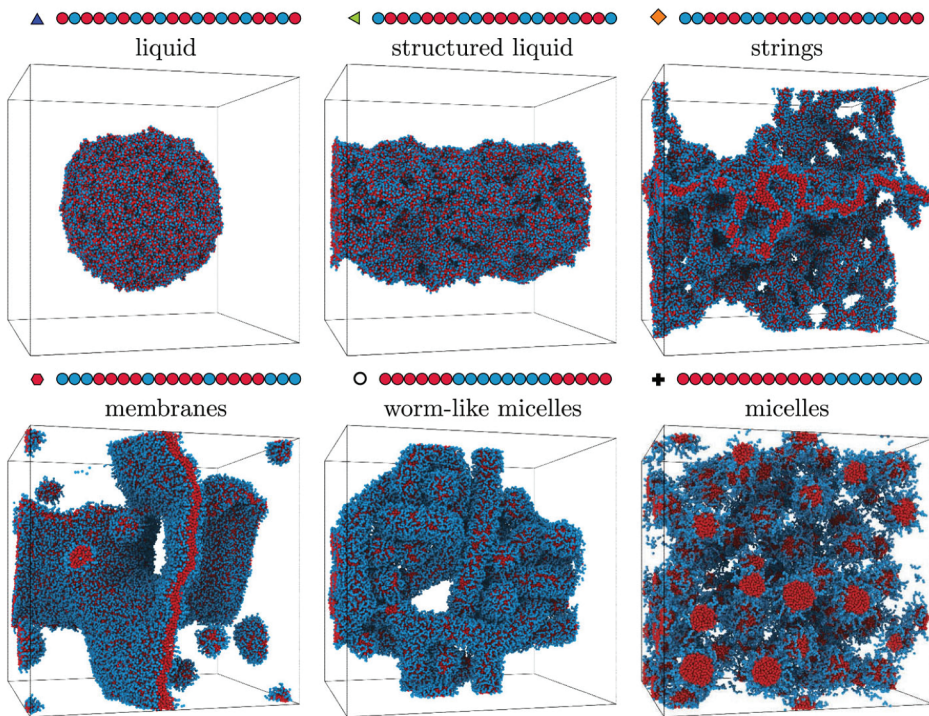 liquid
structured liquid
strings
membranes
worm-like micelles
micelles